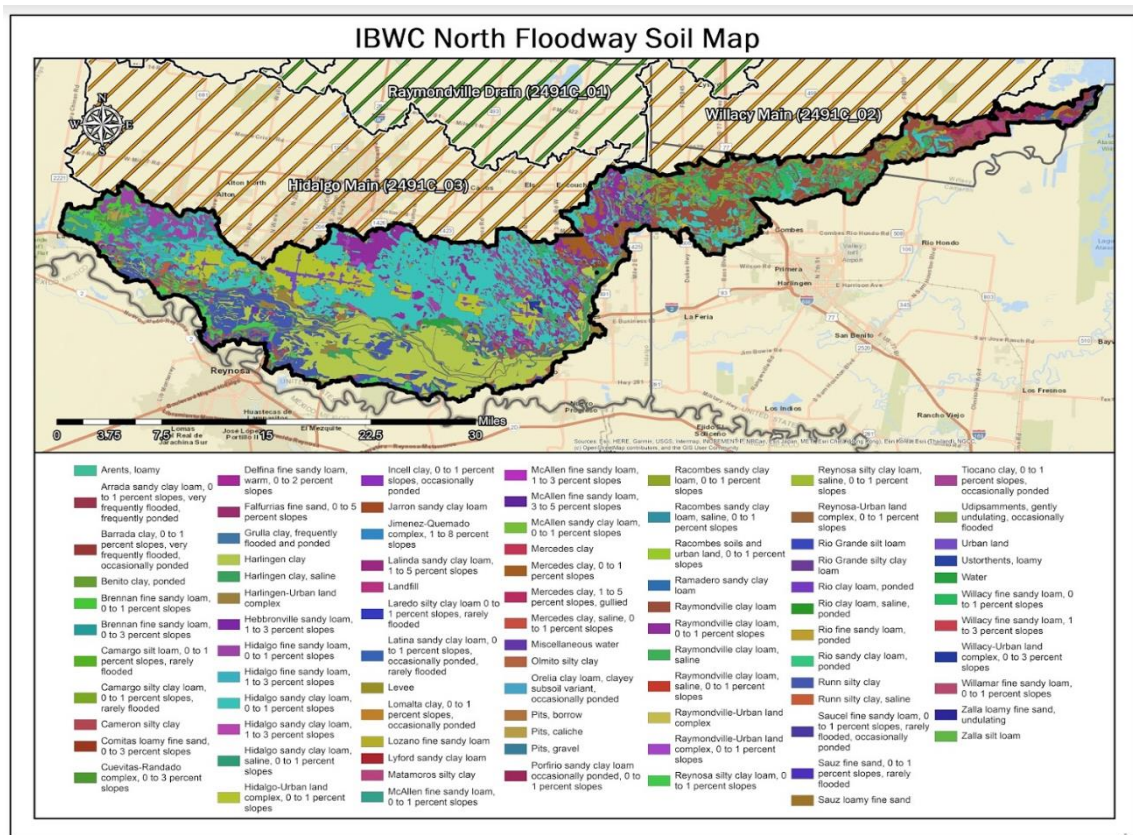 IBWC North Floodway Soil Map
Raymondville Drain (2491C_01)
Willacy Main (2491C_02)
Hidalgo Main (2491C_03)
N
W E
S
Alton North
Alton
Combes
Rio Hondo
Primera
Harlingen
La Feria
San Benito
Reynosa
Los Indios
Rancho Viejo
Los Fresnos
El Mezquite
Miles
0 3.75 7.5 15 22.5 30
Arents, loamy
Arrada sandy clay loam, 0
to 1 percent slopes, very
frequently flooded,
frequently ponded
Barrada clay, 0 to 1
percent slopes, very
frequently flooded,
occasionally ponded
Benito clay, ponded
Brennan fine sandy loam,
0 to 1 percent slopes
Brennan fine sandy loam,
0 to 3 percent slopes
Camargo silt loam, 0 to 1
percent slopes, rarely
flooded
Camargo silty clay loam,
0 to 1 percent slopes,
rarely flooded
Cameron silty clay
Comitas loamy fine sand,
0 to 3 percent slopes
Cuevitas-Randado
complex, 0 to 3 percent
slopes
Delfina fine sandy loam,
warm, 0 to 2 percent
slopes
Falfurrias fine sand, 0 to 5
percent slopes
Grulla clay, frequently
flooded and ponded
Harlingen clay
Harlingen clay, saline
Harlingen-Urban land
complex
Hebbronville sandy loam,
1 to 3 percent slopes
Hidalgo fine sandy loam,
0 to 1 percent slopes
Hidalgo fine sandy loam,
1 to 3 percent slopes
Hidalgo sandy clay loam,
0 to 1 percent slopes
Hidalgo sandy clay loam,
1 to 3 percent slopes
Hidalgo sandy clay loam,
saline, 0 to 1 percent
slopes
Hidalgo-Urban land
complex, 0 to 1 percent
slopes
Incell clay, 0 to 1 percent
slopes, occasionally
ponded
Jarron sandy clay loam
Jimenez-Quemado
complex, 1 to 8 percent
slopes
Lalinda sandy clay loam,
1 to 5 percent slopes
Landfill
Laredo silty clay loam 0 to
1 percent slopes, rarely
flooded
Latina sandy clay loam, 0
to 1 percent slopes,
occasionally ponded,
rarely flooded
Levee
Lomalta clay, 0 to 1
percent slopes,
occasionally ponded
Lozano fine sandy loam
Lyford sandy clay loam
Matamoros silty clay
McAllen fine sandy loam,
0 to 1 percent slopes
McAllen fine sandy loam,
1 to 3 percent slopes
McAllen fine sandy loam,
3 to 5 percent slopes
McAllen sandy clay loam,
0 to 1 percent slopes
Mercedes clay
Mercedes clay, 0 to 1
percent slopes
Mercedes clay, 1 to 5
percent slopes, gullied
Mercedes clay, saline, 0
to 1 percent slopes
Miscellaneous water
Olmito silty clay
Orelia clay loam, clayey
subsoil variant,
occasionally ponded
Pits, borrow
Pits, caliche
Pits, gravel
Porfirio sandy clay loam
occasionally ponded, 0 to
1 percent slopes
Racombes sandy clay
loam, 0 to 1 percent
slopes
Racombes sandy clay
loam, saline, 0 to 1
percent slopes
Racombes soils and
urban land, 0 to 1 percent
slopes
Ramadero sandy clay
loam
Raymondville clay loam
Raymondville clay loam,
0 to 1 percent slopes
Raymondville clay loam,
saline
Raymondville clay loam,
saline, 0 to 1 percent
slopes
Raymondville-Urban land
complex
Raymondville-Urban land
complex, 0 to 1 percent
slopes
Reynosa silty clay loam, 0
to 1 percent slopes
Reynosa silty clay loam,
saline, 0 to 1 percent
slopes
Reynosa-Urban land
complex, 0 to 1 percent
slopes
Rio Grande silt loam
Rio Grande silty clay
loam
Rio clay loam, ponded
Rio clay loam, saline,
ponded
Rio fine sandy loam,
ponded
Rio sandy clay loam,
ponded
Runn silty clay
Runn silty clay, saline
Saucel fine sandy loam, 0
to 1 percent slopes, rarely
flooded, occasionally
ponded
Sauz fine sand, 0 to 1
percent slopes, rarely
flooded
Sauz loamy fine sand
Tiocano clay, 0 to 1
percent slopes,
occasionally ponded
Udipsamments, gently
undulating, occasionally
flooded
Urban land
Ustorthents, loamy
Water
Willacy fine sandy loam, 0
to 1 percent slopes
Willacy fine sandy loam, 1
to 3 percent slopes
Willacy-Urban land
complex, 0 to 3 percent
slopes
Willamar fine sandy loam,
0 to 1 percent slopes
Zalla loamy fine sand,
undulating
Zalla silt loam